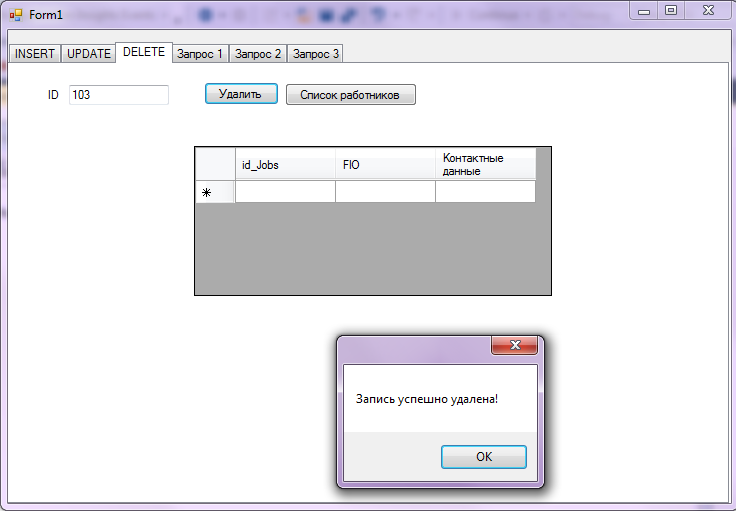 Form1
INSERT UPDATE DELETE Запрос 1 Запрос 2 Запрос 3
ID 103 Удалить Список работников
id_Jobs FIO Контактные
данные
Запись успешно удалена!
OK